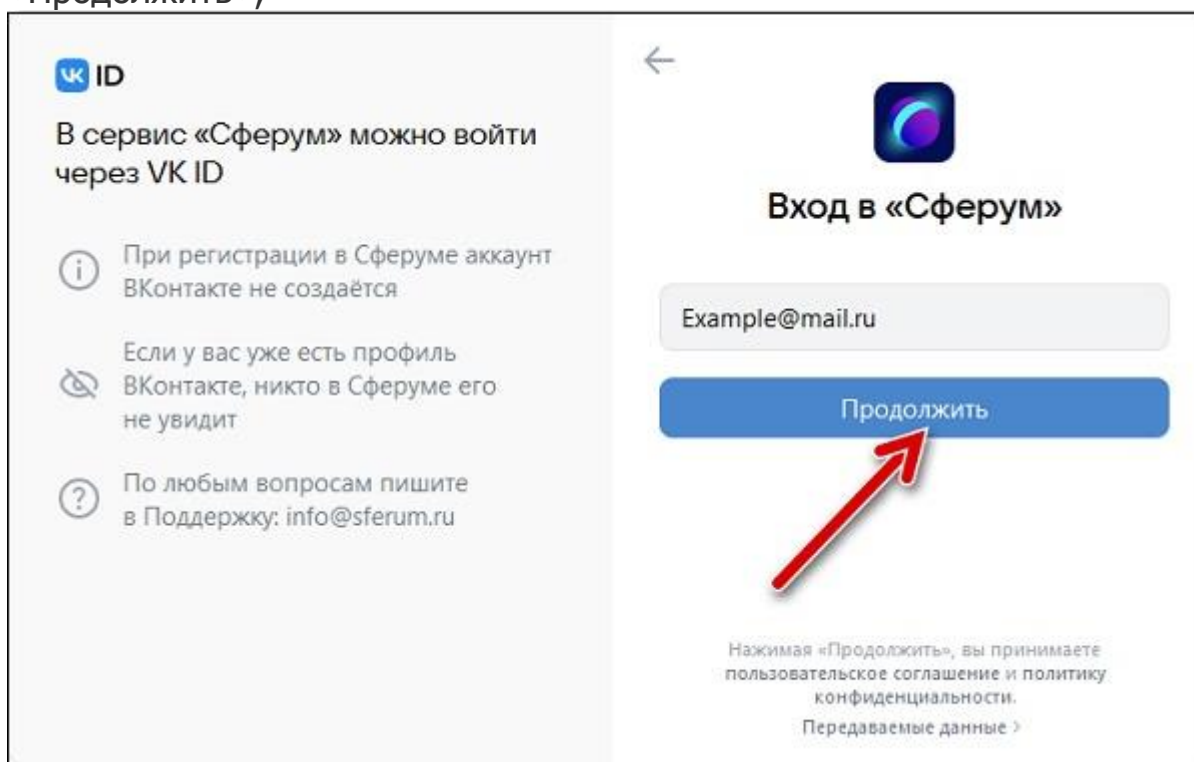 "Продолжить";
VK ID
В сервис «Сферум» можно войти
через VK ID
При регистрации в Сферуме аккаунт
ВКонтакте не создаётся
Если у вас уже есть профиль
ВКонтакте, никто в Сферуме его
не увидит
По любым вопросам пишите
в Поддержку: info@sferum.ru
Вход в «Сферум»
Example@mail.ru
Продолжить
Нажимая «Продолжить», вы принимаете
пользовательское соглашение и политику
конфиденциальности.
Передаваемые данные >